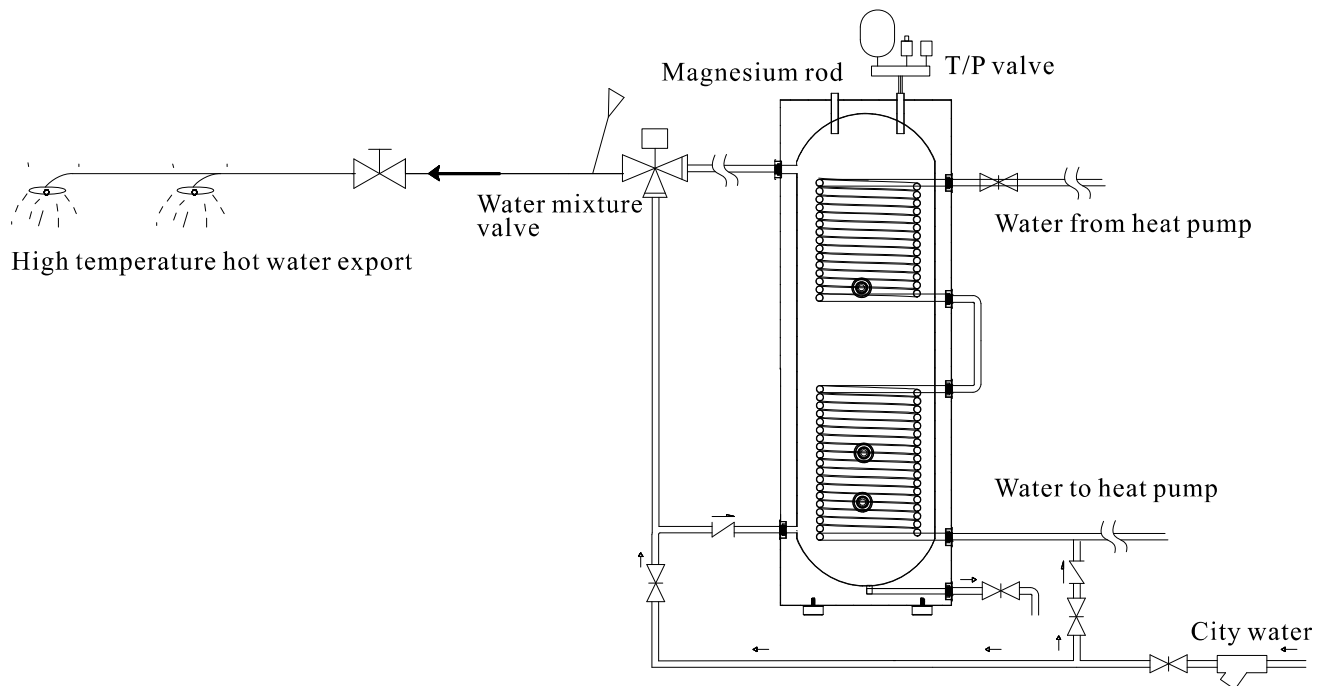 T/P valve
Magnesium rod
Water mixture
valve
Water from heat pump
High temperature hot water export
Water to heat pump
City water